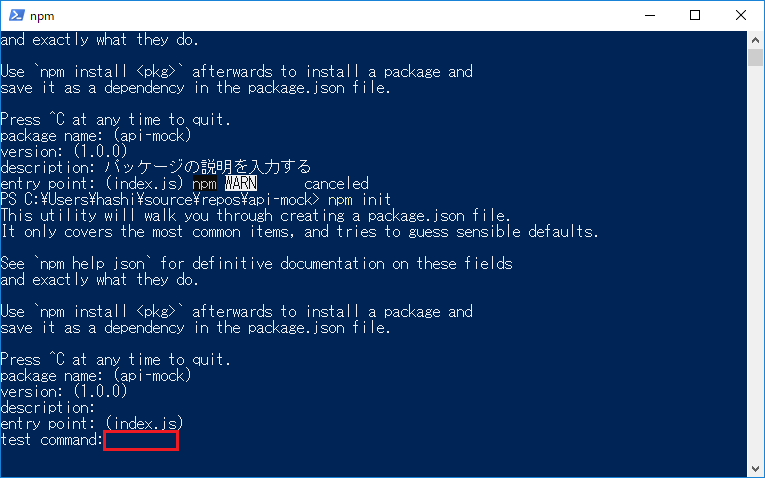 npm
and exactly what they do.
Use `npm install <pkg>` afterwards to install a package and
save it as a dependency in the package.json file.
Press ^C at any time to quit.
package name: (api-mock)
version: (1.0.0)
description: パッケージの説明を入力する
entry point: (index.js) npm WARN canceled
PS C:¥Users¥hashi¥source¥repos¥api-mock> npm init
This utility will walk you through creating a package.json file.
It only covers the most common items, and tries to guess sensible defaults.
See `npm help json` for definitive documentation on these fields
and exactly what they do.
Use `npm install <pkg>` afterwards to install a package and
save it as a dependency in the package.json file.
Press ^C at any time to quit.
package name: (api-mock)
version: (1.0.0)
description:
entry point: (index.js)
test command: